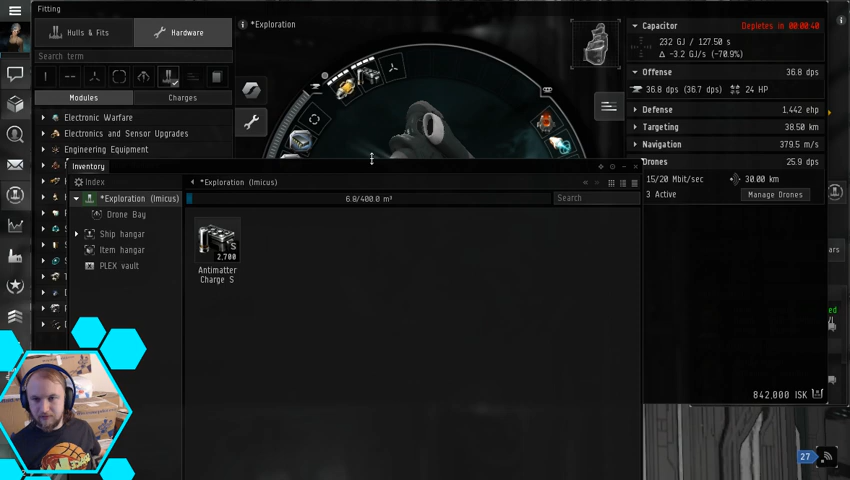 Fitting
Hulls & Fits
Hardware
Search term
Modules
Charges
Electronic Warfare
Electronics and Sensor Upgrades
Engineering Equipment
*Exploration
Capacitor
Depletes in 00:00:40
232 GJ / 127.50 s
Δ -3.2 GJ/s (-70.9%)
Offense
36.8 dps
36.8 dps (36.7 dps)
24 HP
Defense
1,442 ehp
Targeting
38.50 km
Navigation
379.5 m/s
Drones
25.9 dps
15/20 Mbit/sec
30.00 km
3 Active
Manage Drones
Inventory
Index
*Exploration (Imicus)
Drone Bay
Ship hangar
Item hangar
PLEX vault
*Exploration (Imicus)
6.8/400.0 m³
Search
S
2.700
Antimatter
Charge S
842,000 ISK
27